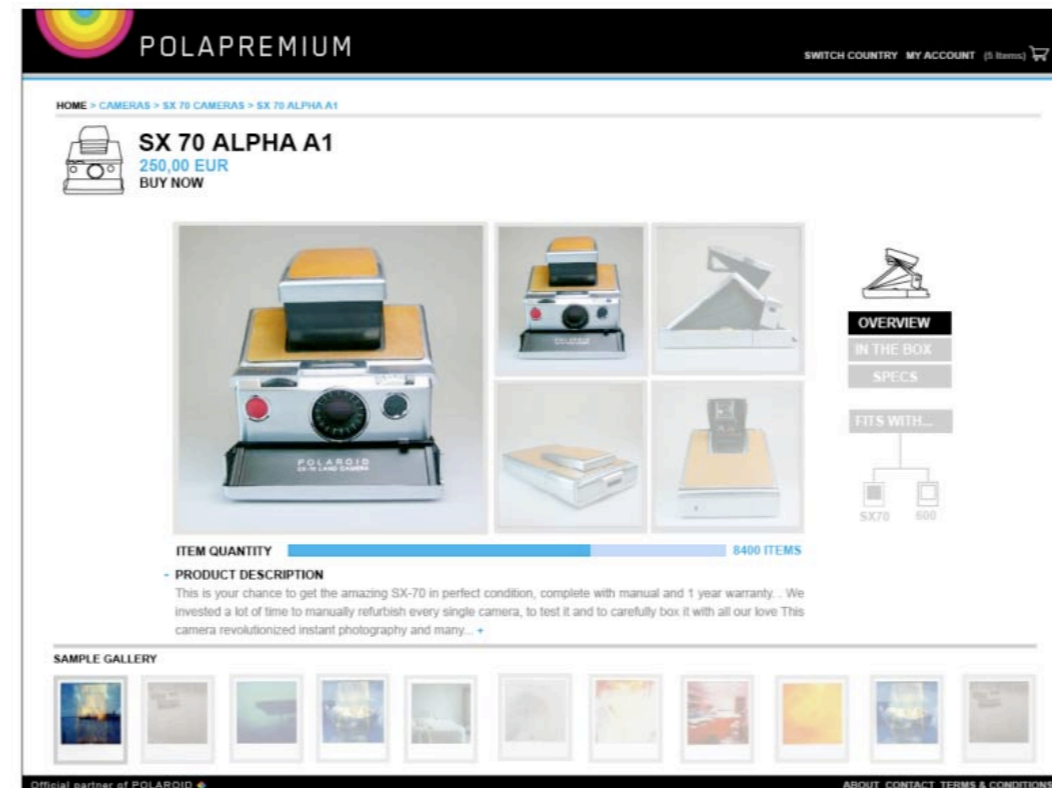 POLAPREMIUM
SWITCH COUNTRY MY ACCOUNT (5 Items)
HOME > CAMERAS > SX 70 CAMERAS > SX 70 ALPHA A1
SX 70 ALPHA A1
250,00 EUR
BUY NOW
POLAROID
SX-70 LAND CAMERA
OVERVIEW
IN THE BOX
SPECS
FITS WITH...
SX70 600
ITEM QUANTITY 8400 ITEMS
- PRODUCT DESCRIPTION
This is your chance to get the amazing SX-70 in perfect condition, complete with manual and 1 year warranty. . We
invested a lot of time to manually refurbish every single camera, to test it and to carefully box it with all our love This
camera revolutionized instant photography and many... +
SAMPLE GALLERY
Official partner of POLAROID
ABOUT CONTACT TERMS & CONDITIONS